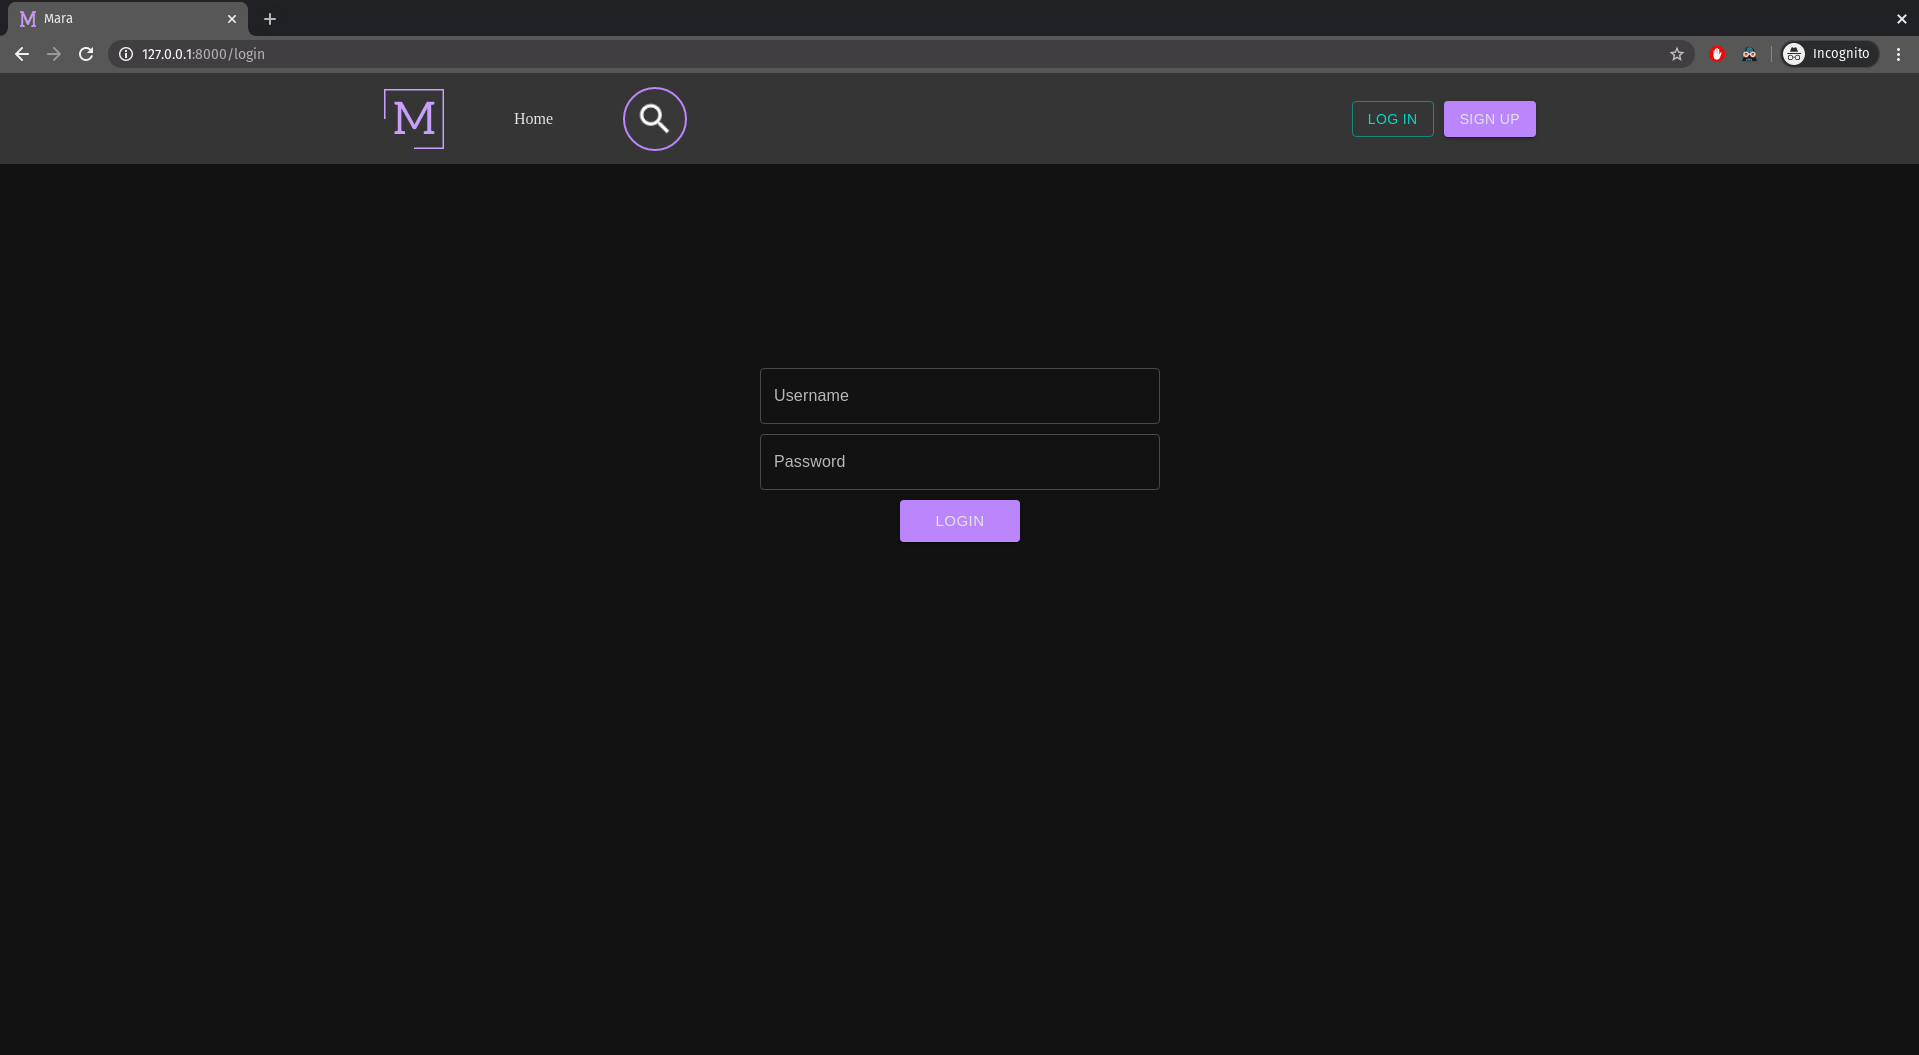 Mara
127.0.0.1:8000/login
Incognito
M
Home
LOG IN
SIGN UP
Username
Password
LOGIN